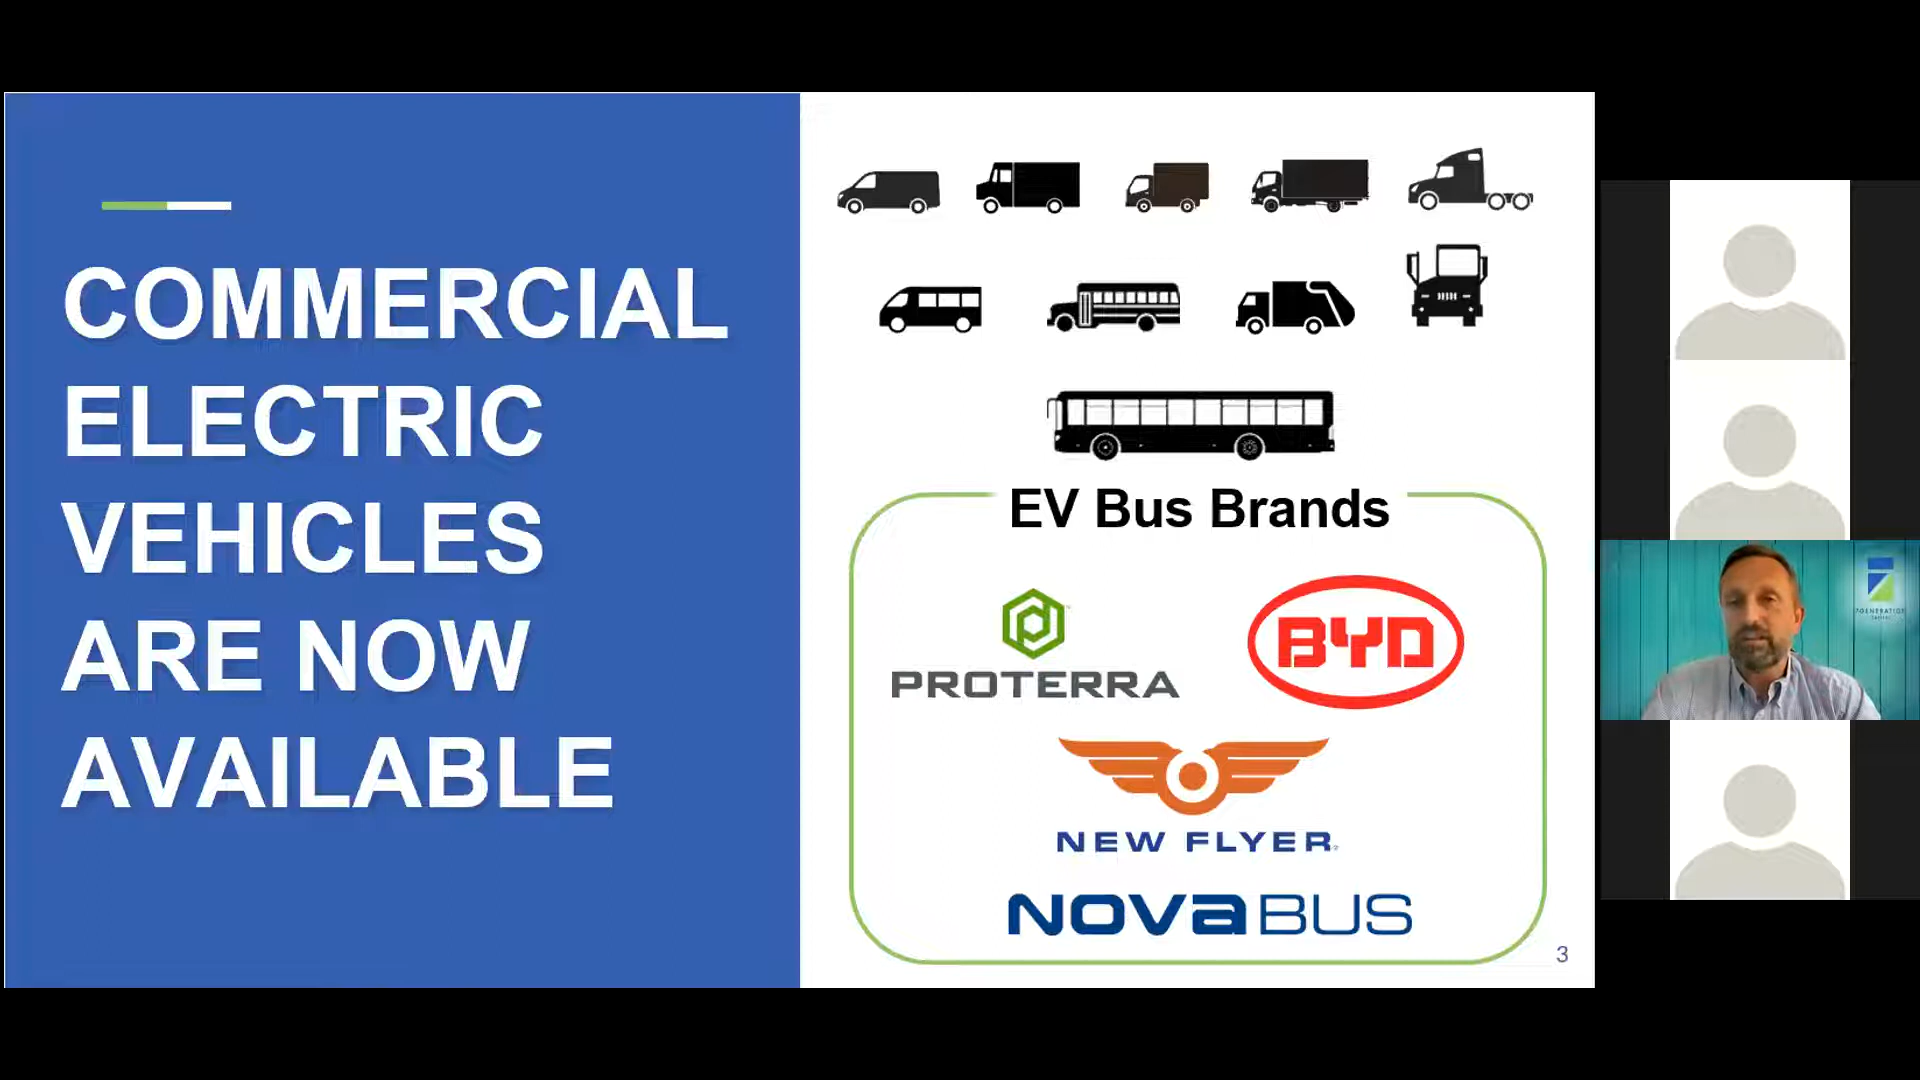 COMMERCIAL
ELECTRIC
VEHICLES
ARE NOW
AVAILABLE
EV Bus Brands
PROTERRA
BYD
NEW FLYER
NOVaBUS
3